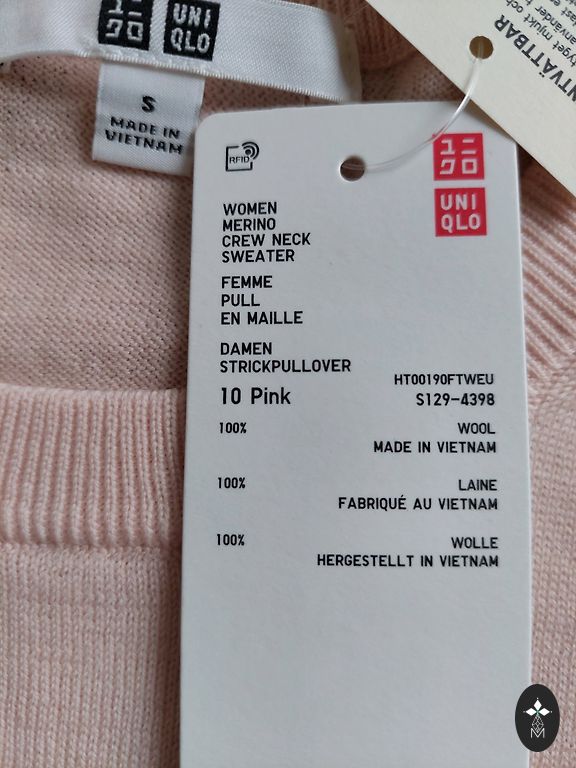 ユニ
クロ
UNI
QLO
S
MADE IN
VIETNAM
NTVÄTTBAR
RFID
ユニ
クロ
UNI
QLO
WOMEN
MERINO
CREW NECK
SWEATER
FEMME
PULL
EN MAILLE
DAMEN
STRICKPULLOVER
10 Pink
HT00190FTWEU
S129-4398
100% WOOL
MADE IN VIETNAM
100% LAINE
FABRIQUÉ AU VIETNAM
100% WOLLE
HERGESTELLT IN VIETNAM